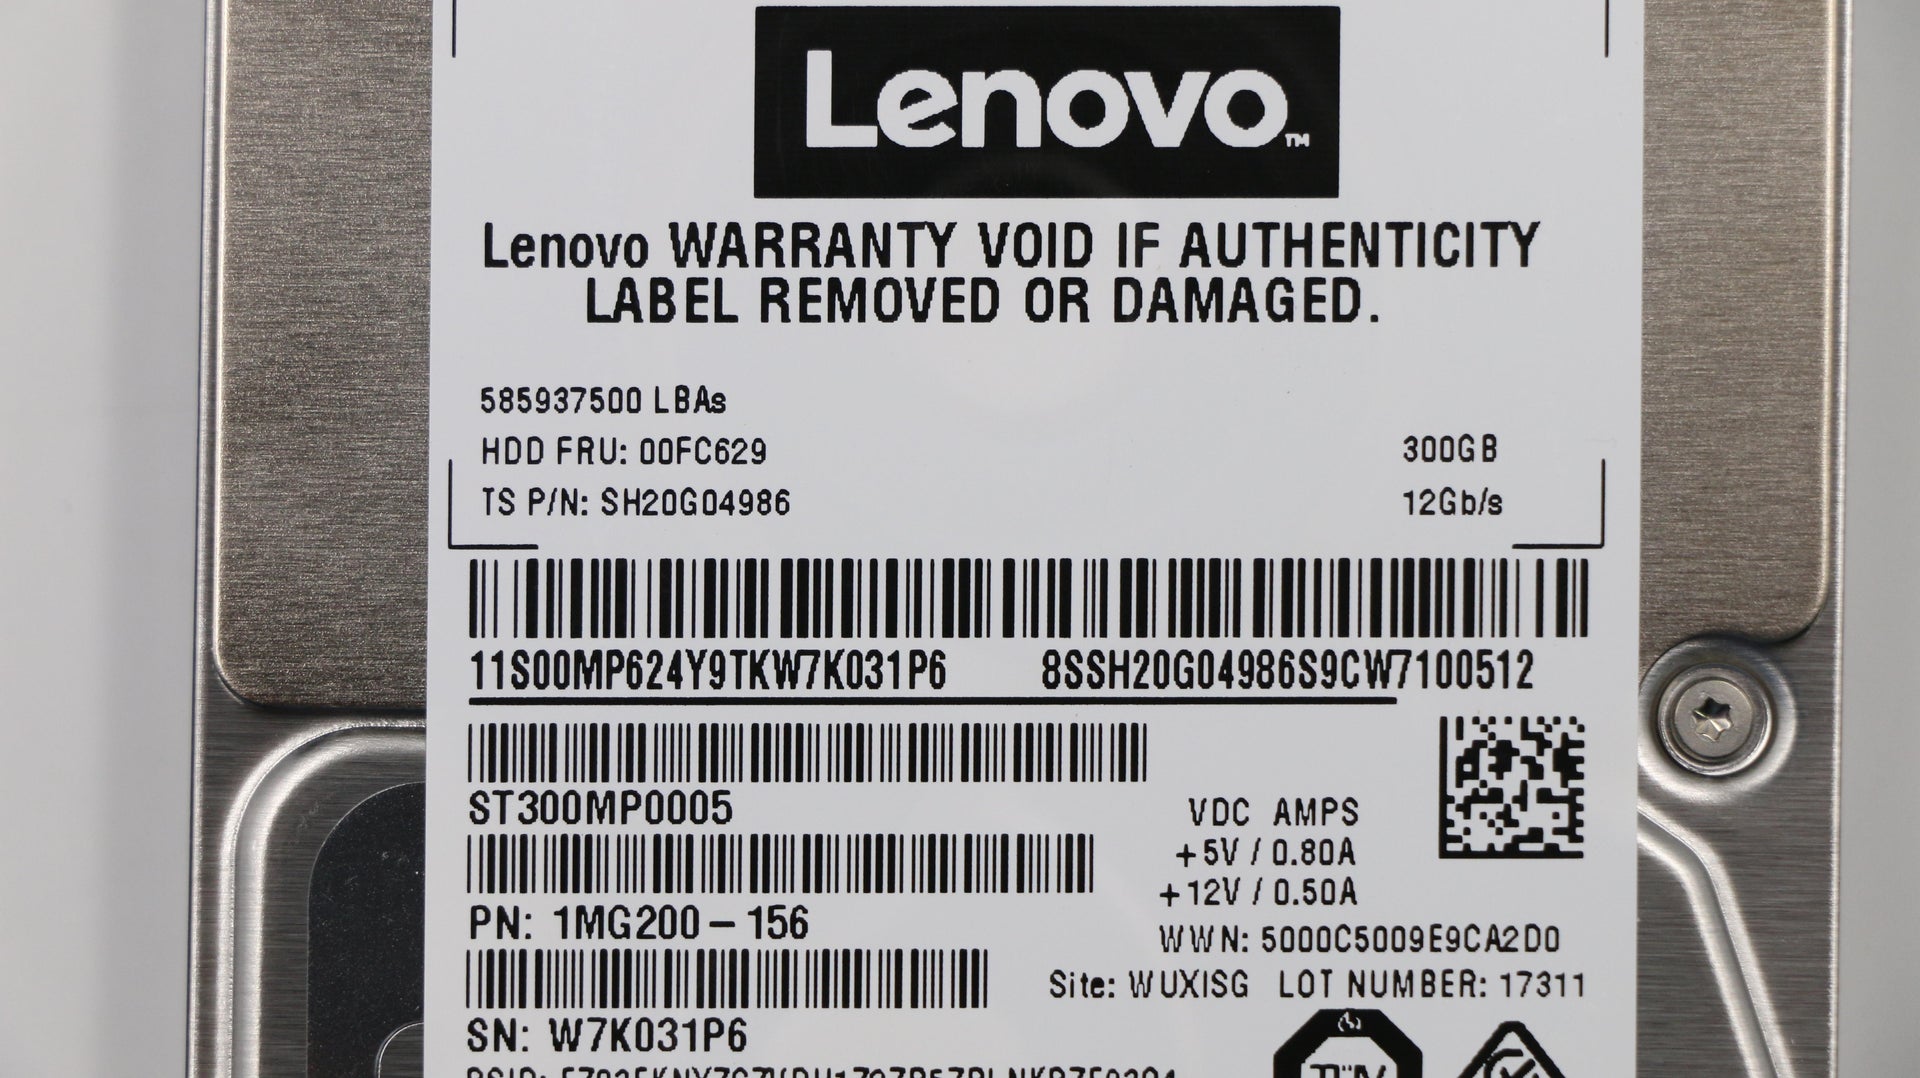 Lenovo™
Lenovo WARRANTY VOID IF AUTHENTICITY
LABEL REMOVED OR DAMAGED.
585937500 LBAs
HDD FRU: 00FC629
300GB
TS P/N: SH20G04986
12Gb/s
11S00MP624Y9TKW7K031P6 8SSH20G04986S9CW7100512
ST300MP0005
VDC AMPS
+5V / 0.80A
+12V / 0.50A
PN: 1MG200-156
WWN: 5000C5009E9CA2D0
Site: WUXISG LOT NUMBER: 17311
SN: W7K031P6